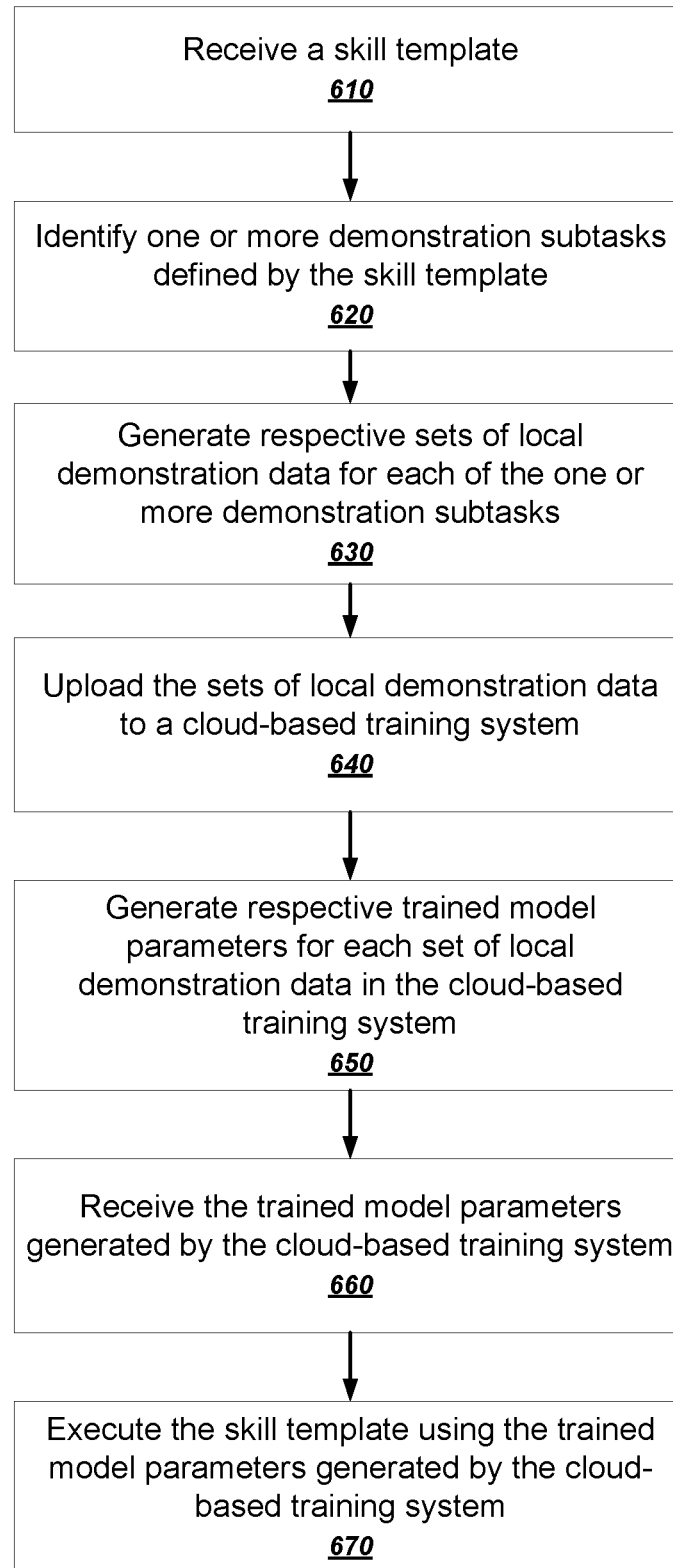 Receive a skill template
610
Identify one or more demonstration subtasks
defined by the skill template
620
Generate respective sets of local
demonstration data for each of the one or
more demonstration subtasks
630
Upload the sets of local demonstration data
to a cloud-based training system
640
Generate respective trained model
parameters for each set of local
demonstration data in the cloud-based
training system
650
Receive the trained model parameters
generated by the cloud-based training system
660
Execute the skill template using the trained
model parameters generated by the cloud-
based training system
670